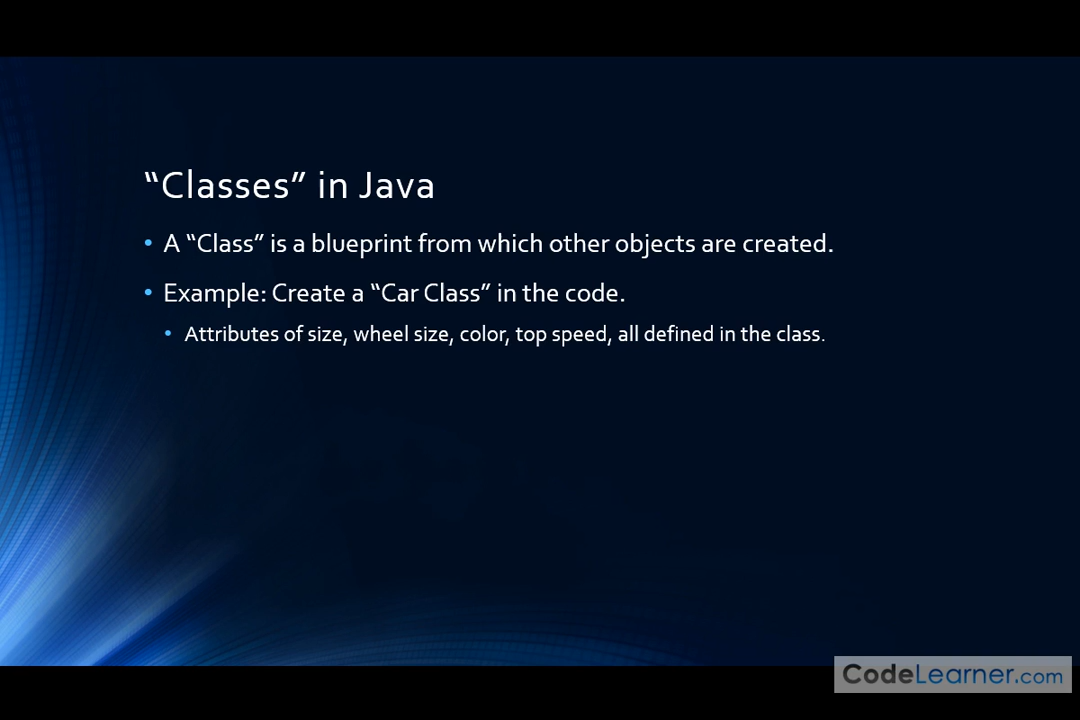 “Classes” in Java
• A “Class” is a blueprint from which other objects are created.
• Example: Create a “Car Class” in the code.
• Attributes of size, wheel size, color, top speed, all defined in the class.
CodeLearner.com